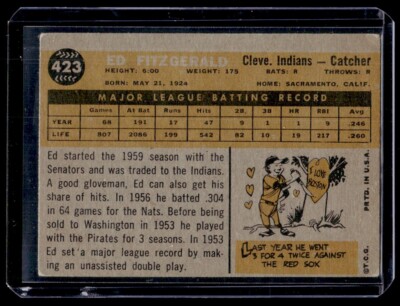 423
ED FITZGERALD
Cleve. Indians — Catcher
HEIGHT: 6:00 WEIGHT: 175 BATS: R THROWS: R
BORN: MAY 21, 1924 HOME: SACRAMENTO, CALIF.
MAJOR LEAGUE BATTING RECORD
Games At Bat Runs Hits 2B 3B HR R.B.I. Avg.
YEAR 68 191 17 47 9 1 1 9 .246
LIFE 807 2086 199 542 82 19 10 217 .260
Ed started the 1959 season with the
Senators and was traded to the Indians.
A good gloveman, Ed can also get his
share of hits. In 1956 he batted .304
in 64 games for the Nats. Before being
sold to Washington in 1953 he played
with the Pirates for 3 seasons. In 1953
Ed set a major league record by mak-
ing an unassisted double play.
I LOVE
LAST YEAR HE WENT
3 FOR 4 TWICE AGAINST
THE RED SOX
©T.C.G. PRTD. IN U.S.A.